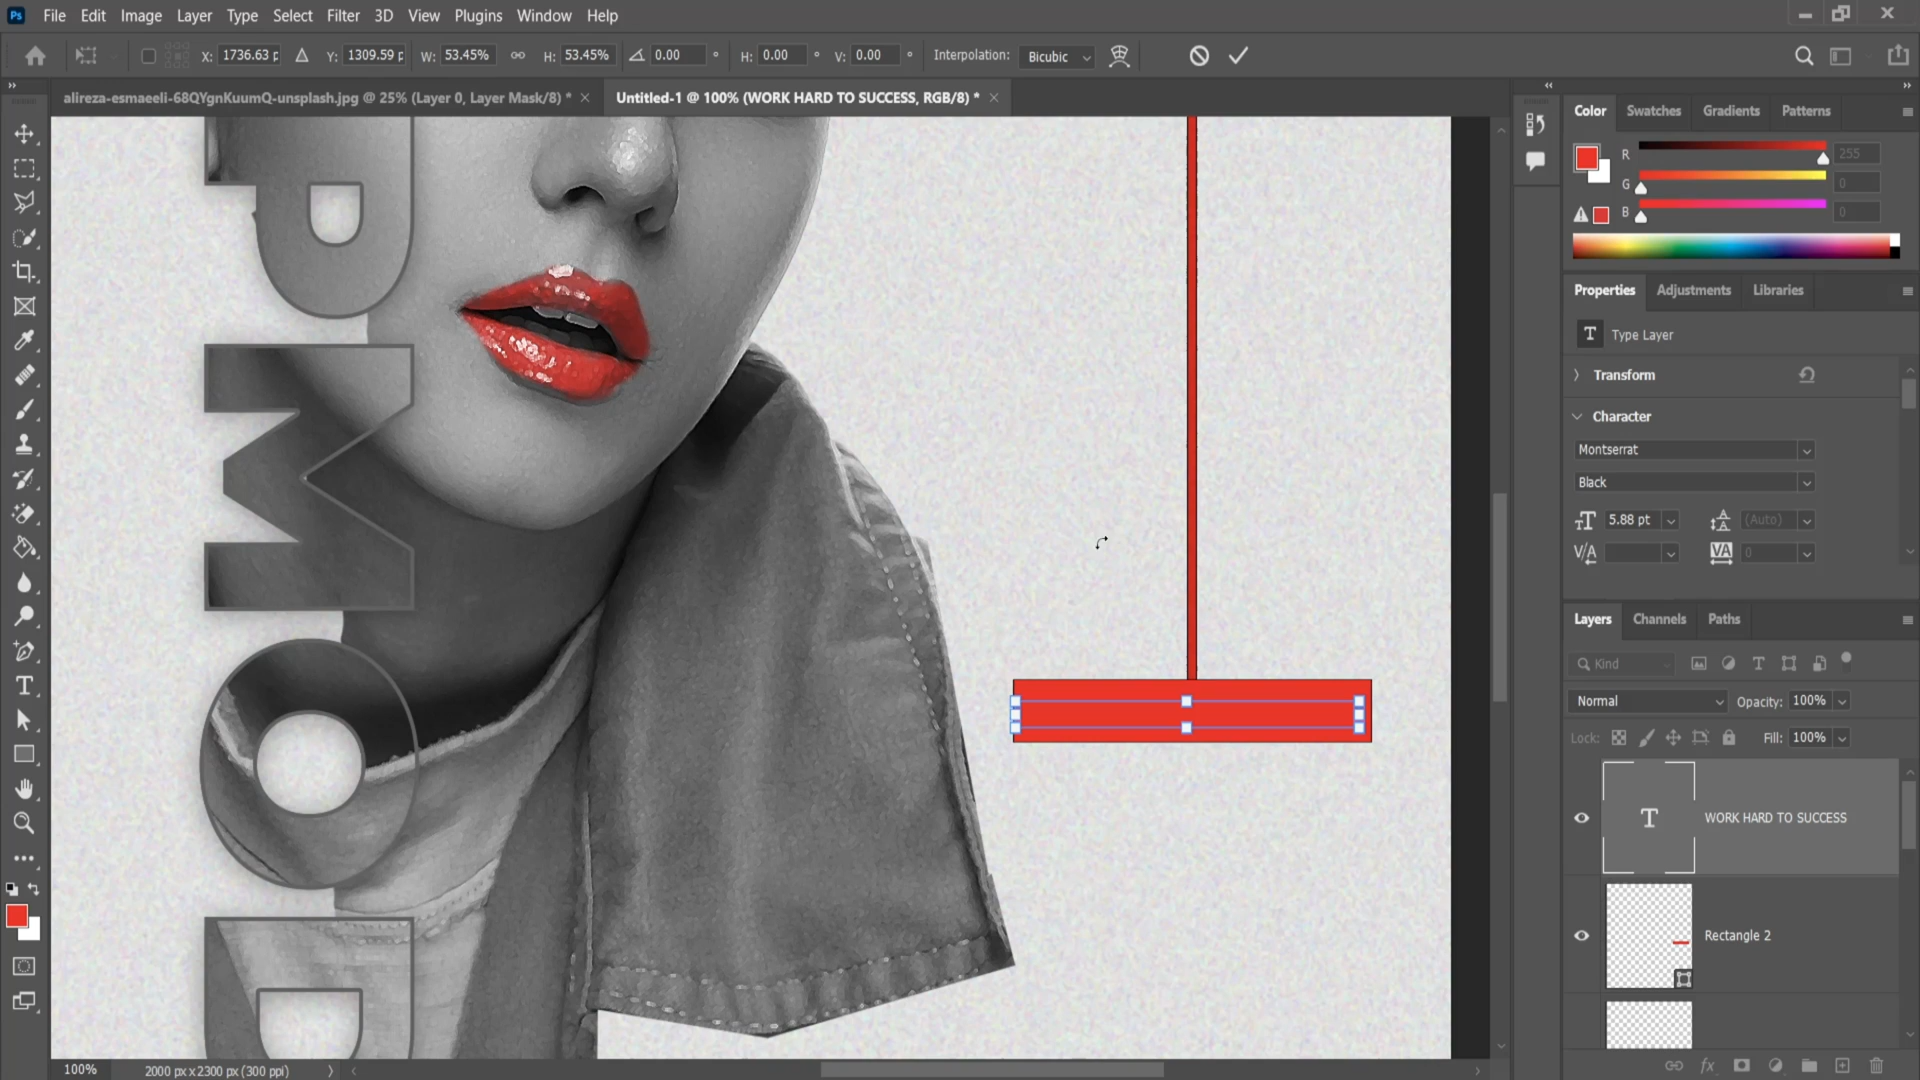 Ps File Edit Image Layer Type Select Filter 3D View Plugins Window Help
X: 1736.63 p Y: 1309.59 p W: 53.45% H: 53.45% 0.00 ° H: 0.00 ° V: 0.00 ° Interpolation: Bicubic
alireza-esmaeeli-68QYgnKuumQ-unsplash.jpg @ 25% (Layer 0, Layer Mask/8) * ×
Untitled-1 @ 100% (WORK HARD TO SUCCESS, RGB/8) * ×
Color Swatches Gradients Patterns
R 255
G 0
B 0
Properties Adjustments Libraries
T Type Layer
Transform
Character
Montserrat
Black
5.88 pt (Auto)
V/A VA 0
Layers Channels Paths
Kind
Normal Opacity: 100%
Lock: Fill: 100%
T WORK HARD TO SUCCESS
Rectangle 2
P
M
O
D
100% 2000 px x 2300 px (300 ppi)